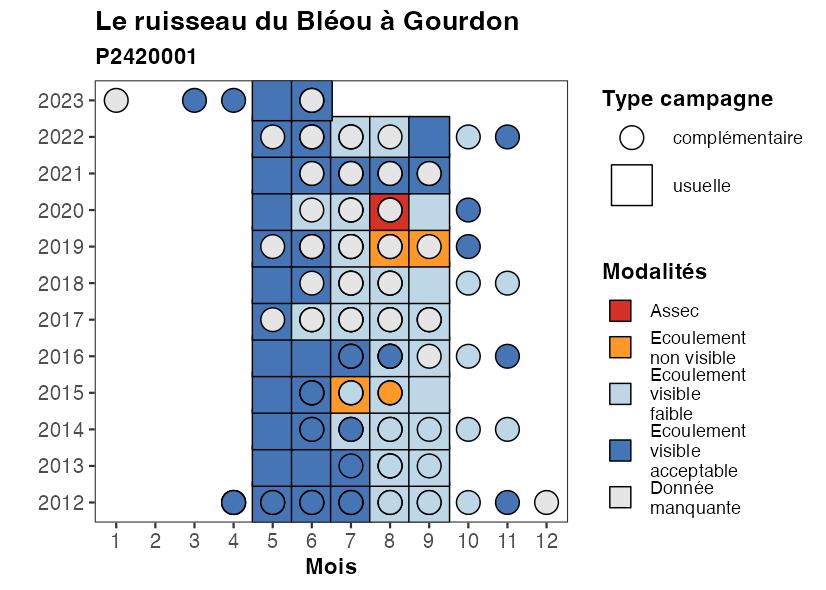 Le ruisseau du Bléou à Gourdon
P2420001
2023
2022
2021
2020
2019
2018
2017
2016
2015
2014
2013
2012
1 2 3 4 5 6 7 8 9 10 11 12
Mois
Type campagne
complémentaire
usuelle
Modalités
Assec
Ecoulement
non visible
Ecoulement
visible
faible
Ecoulement
visible
acceptable
Donnée
manquante